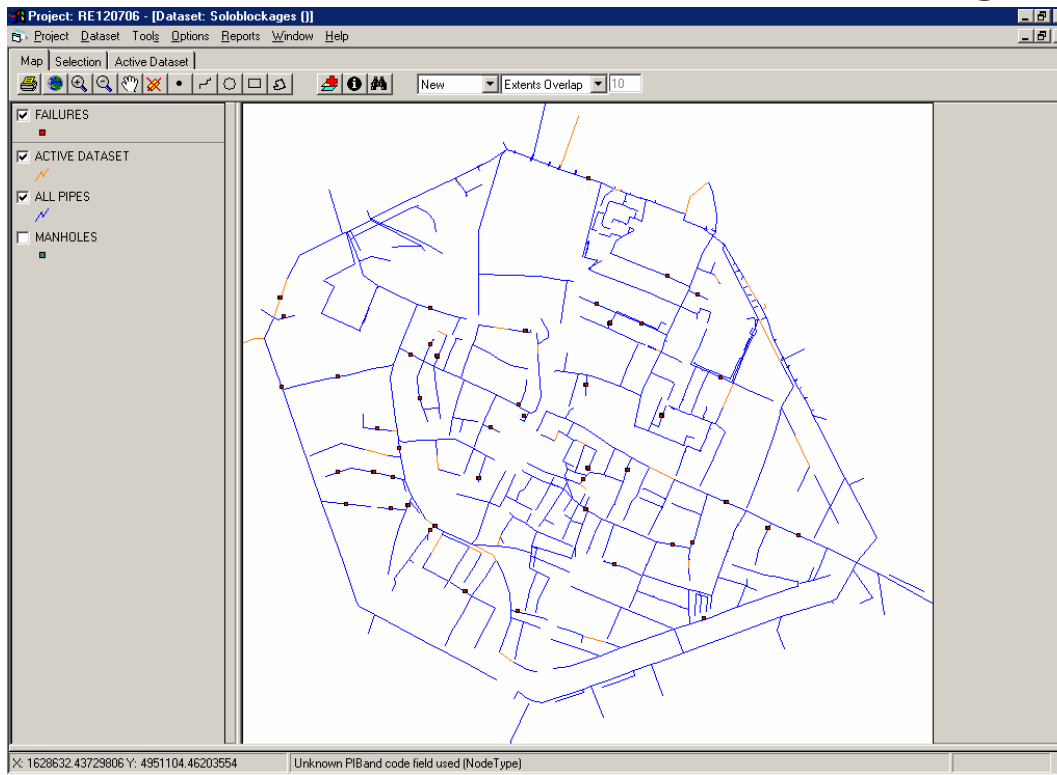 Project: RE120706 - [Dataset: Soloblockages ()]
Project Dataset Tools Options Reports Window Help
Map Selection Active Dataset
New Extents Overlap 10
FAILURES
ACTIVE DATASET
ALL PIPES
MANHOLES
X: 1628632.43729806 Y: 4951104.46203554 Unknown PIBand code field used (NodeType)